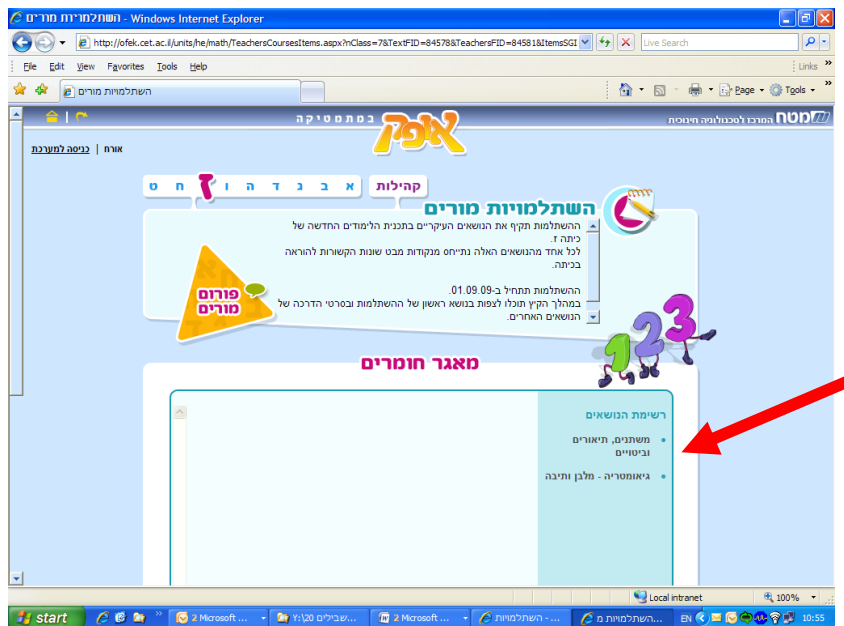 השתלמויות מורים - Windows Internet Explorer
http://ofek.cet.ac.il/units/he/math/TeachersCoursesItems.aspx?nClass=7&TextFID=84578&TeachersFID=84581&ItemsSGI
Live Search
File Edit View Favorites Tools Help
Links »
השתלמויות מורים
Page Tools »
מטח המרכז לטכנולוגיה חינוכית
אופק במתמטיקה
אורח | כניסה למערכת
קהילות א ב ג ד ה ו ז ח ט
השתלמויות מורים
ההשתלמות תקיף את הנושאים העיקריים בתכנית הלימודים החדשה של
כיתה ז.
לכל אחד מהנושאים האלה נתייחס מנקודות מבט שונות הקשורות להוראה
בכיתה.
ההשתלמות תתחיל ב-01.09.09.
במהלך הקיץ תוכלו לצפות בנושא ראשון של ההשתלמות ובסרטי הדרכה של
הנושאים האחרים.
פורום
מורים
123
מאגר חומרים
רשימת הנושאים
• משתנים, תיאורים
וביטויים
• גיאומטריה - מלבן ותיבה
Local intranet
100%
start
»
2 Microsoft ...
Y:\20 שבילים...
2 Microsoft ...
השתלמויות - ...
השתלמויות מ...
EN
10:55